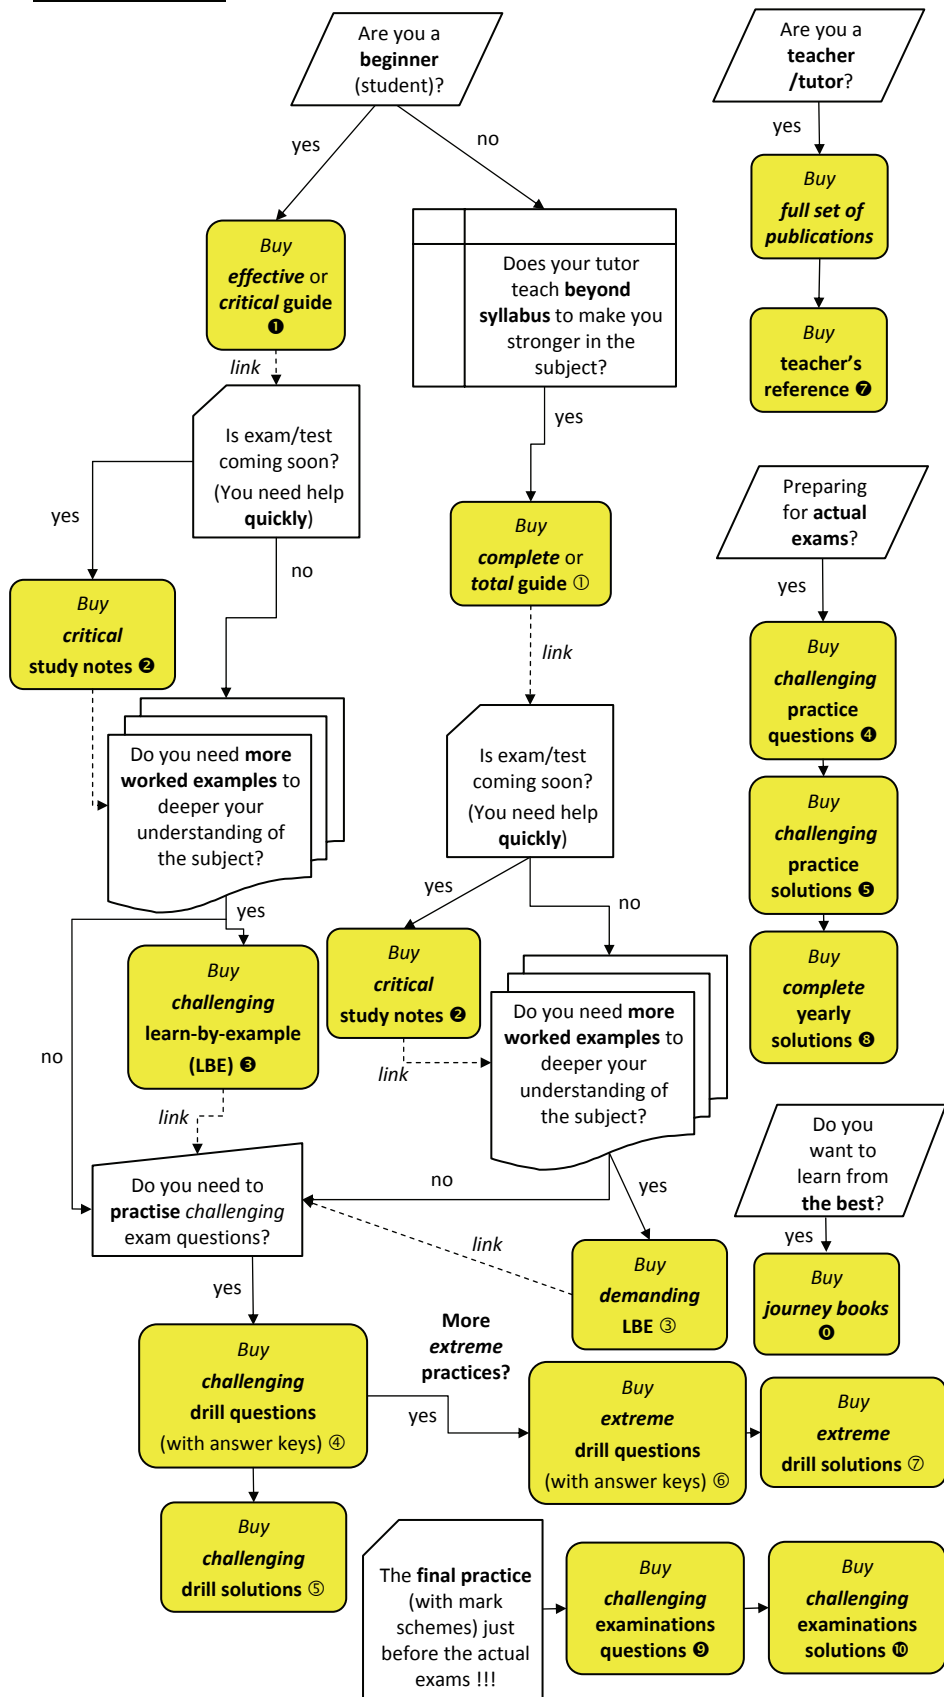 Are you a
beginner
(student)?
yes
no
Buy
effective or
critical guide ❶
link
Does your tutor
teach beyond
syllabus to make you
stronger in the
subject?
yes
Is exam/test
coming soon?
(You need help
quickly)
yes
no
Buy
critical
study notes ❷
Buy
complete or
total guide ①
link
Do you need more
worked examples to
deeper your
understanding of
the subject?
yes
no
Is exam/test
coming soon?
(You need help
quickly)
yes
no
Buy
challenging
learn-by-example
(LBE) ❸
link
Buy
critical
study notes ❷
link
Do you need more
worked examples to
deeper your
understanding of
the subject?
no
yes
Do you need to
practise challenging
exam questions?
yes
link
Buy
demanding
LBE ③
Buy
challenging
drill questions
(with answer keys) ④
More
extreme
practices?
yes
Buy
extreme
drill questions
(with answer keys) ⑥
Buy
extreme
drill solutions ⑦
Buy
challenging
drill solutions ⑤
The final practice
(with mark
schemes) just
before the actual
exams !!!
Buy
challenging
examinations
questions ❾
Buy
challenging
examinations
solutions ❿
Are you a
teacher
/tutor?
yes
Buy
full set of
publications
Buy
teacher's
reference ❼
Preparing
for actual
exams?
yes
Buy
challenging
practice
questions ❹
Buy
challenging
practice
solutions ❺
Buy
complete
yearly
solutions ❽
Do you
want to
learn from
the best?
yes
Buy
journey books
⓿